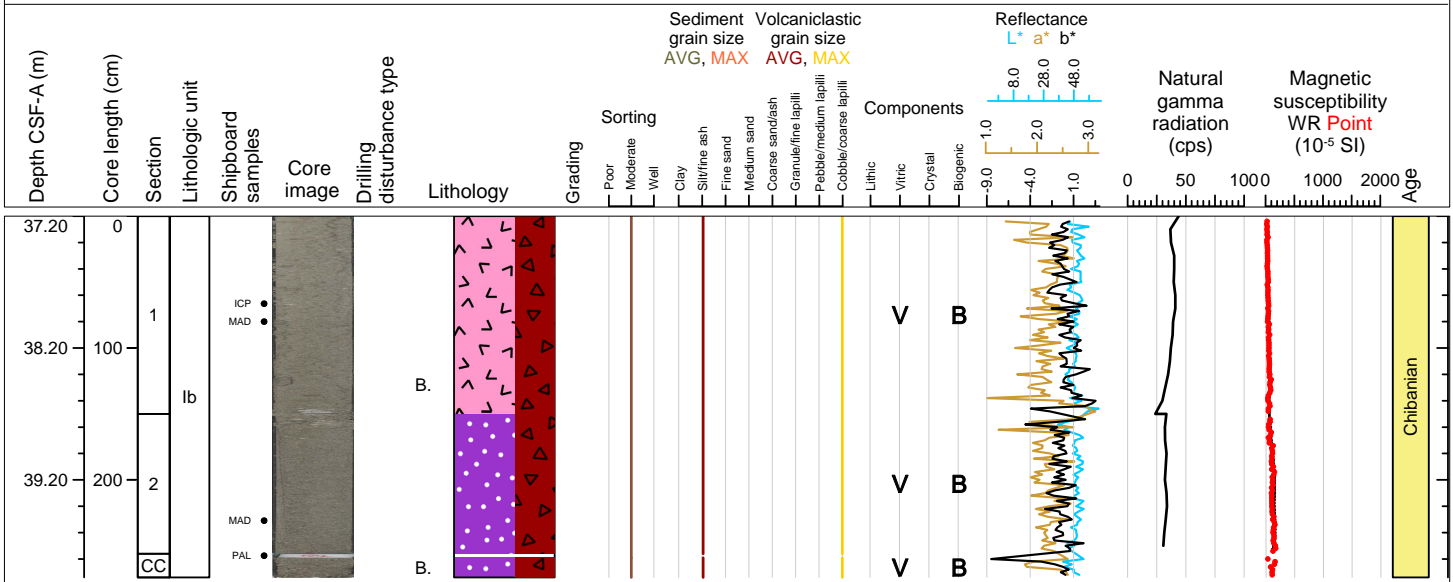 Depth CSF-A (m)
Core length (cm)
Section
Lithologic unit
Shipboard
samples
Core
image
Drilling
disturbance type
Lithology
Grading
Sorting
Poor
Moderate
Well
Sediment
grain size
AVG, MAX
Volcaniclastic
grain size
AVG, MAX
Clay
Silt/fine ash
Fine sand
Medium sand
Coarse sand/ash
Granule/fine lapilli
Pebble/medium lapilli
Cobble/coarse lapilli
Components
Lithic
Vitric
Crystal
Biogenic
Reflectance
L* a* b*
8.0 28.0 48.0
1.0 2.0 3.0
-9.0 -4.0 1.0
Natural
gamma
radiation
(cps)
0 50 100
Magnetic
susceptibility
WR Point
(10⁻⁵ SI)
0 1000 2000
Age
37.20 0
38.20 100
39.20 200
1
2
CC
Ib
ICP
MAD
MAD
PAL
B.
B.
V B
V B
V B
Chibanian